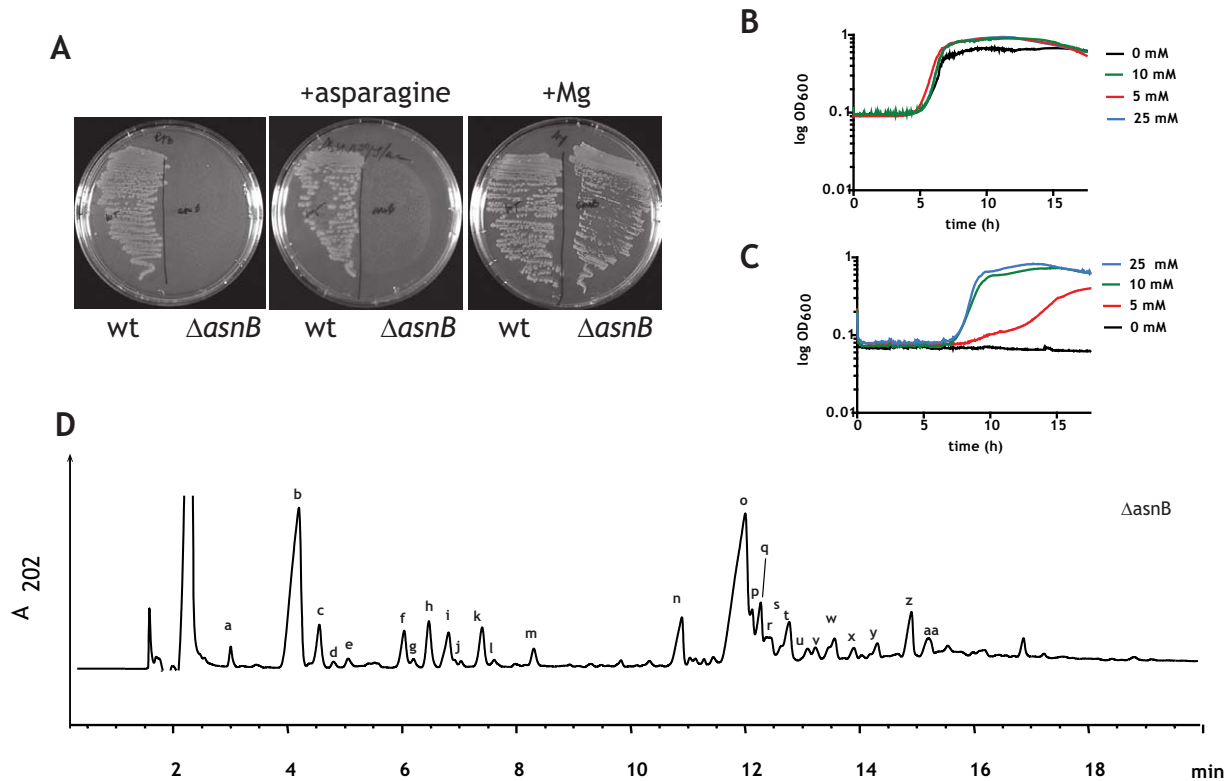 A
+asparagine
+Mg
wt
ΔasnB
wt
ΔasnB
wt
ΔasnB
B
log OD600
1
0.1
0.01
0
5
10
15
time (h)
0 mM
10 mM
5 mM
25 mM
C
log OD600
1
0.1
0.01
0
5
10
15
time (h)
25 mM
10 mM
5 mM
0 mM
D
ΔasnB
A 202
a
b
c
d
e
f
g
h
i
j
k
l
m
n
o
p
q
r
s
t
u
v
w
x
y
z
aa
2
4
6
8
10
12
14
16
18
min